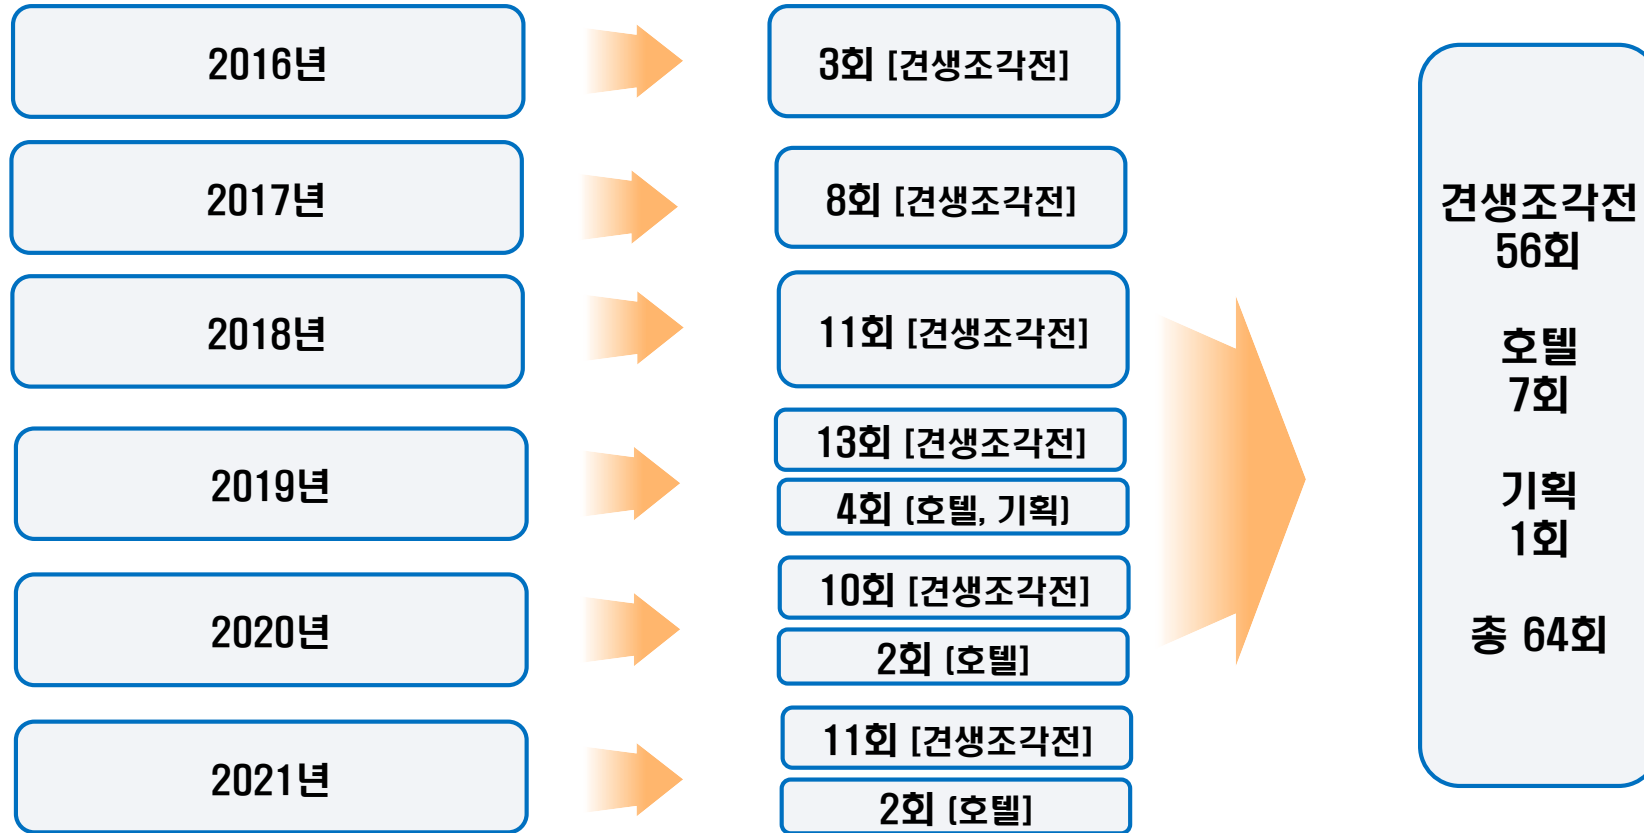 2016년
3회 [견생조각전]
2017년
8회 [견생조각전]
2018년
11회 [견생조각전]
2019년
13회 [견생조각전]
4회 (호텔, 기획)
2020년
10회 [견생조각전]
2회 (호텔]
2021년
11회 [견생조각전]
2회 (호텔]
견생조각전
56회
호텔
7회
기획
1회
총 64회